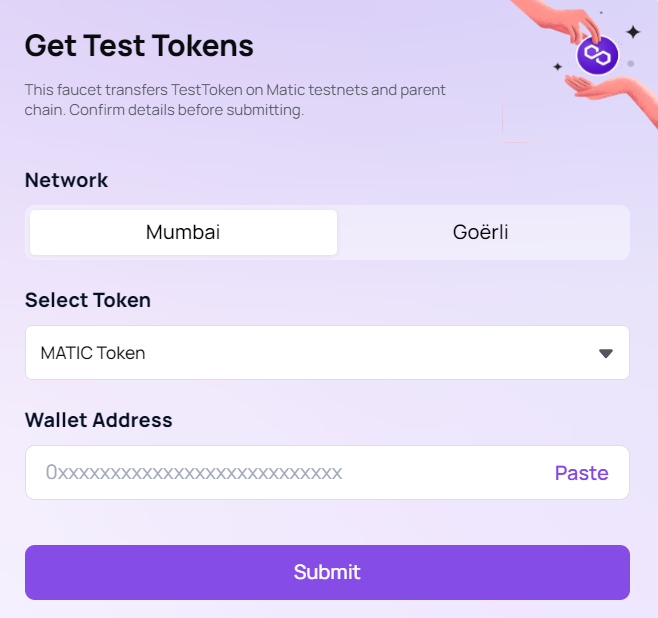 Get Test Tokens
This faucet transfers TestToken on Matic testnets and parent
chain. Confirm details before submitting.
Network
Mumbai Goërli
Select Token
MATIC Token
Wallet Address
0xxxxxxxxxxxxxxxxxxxxxxxxxxx Paste
Submit